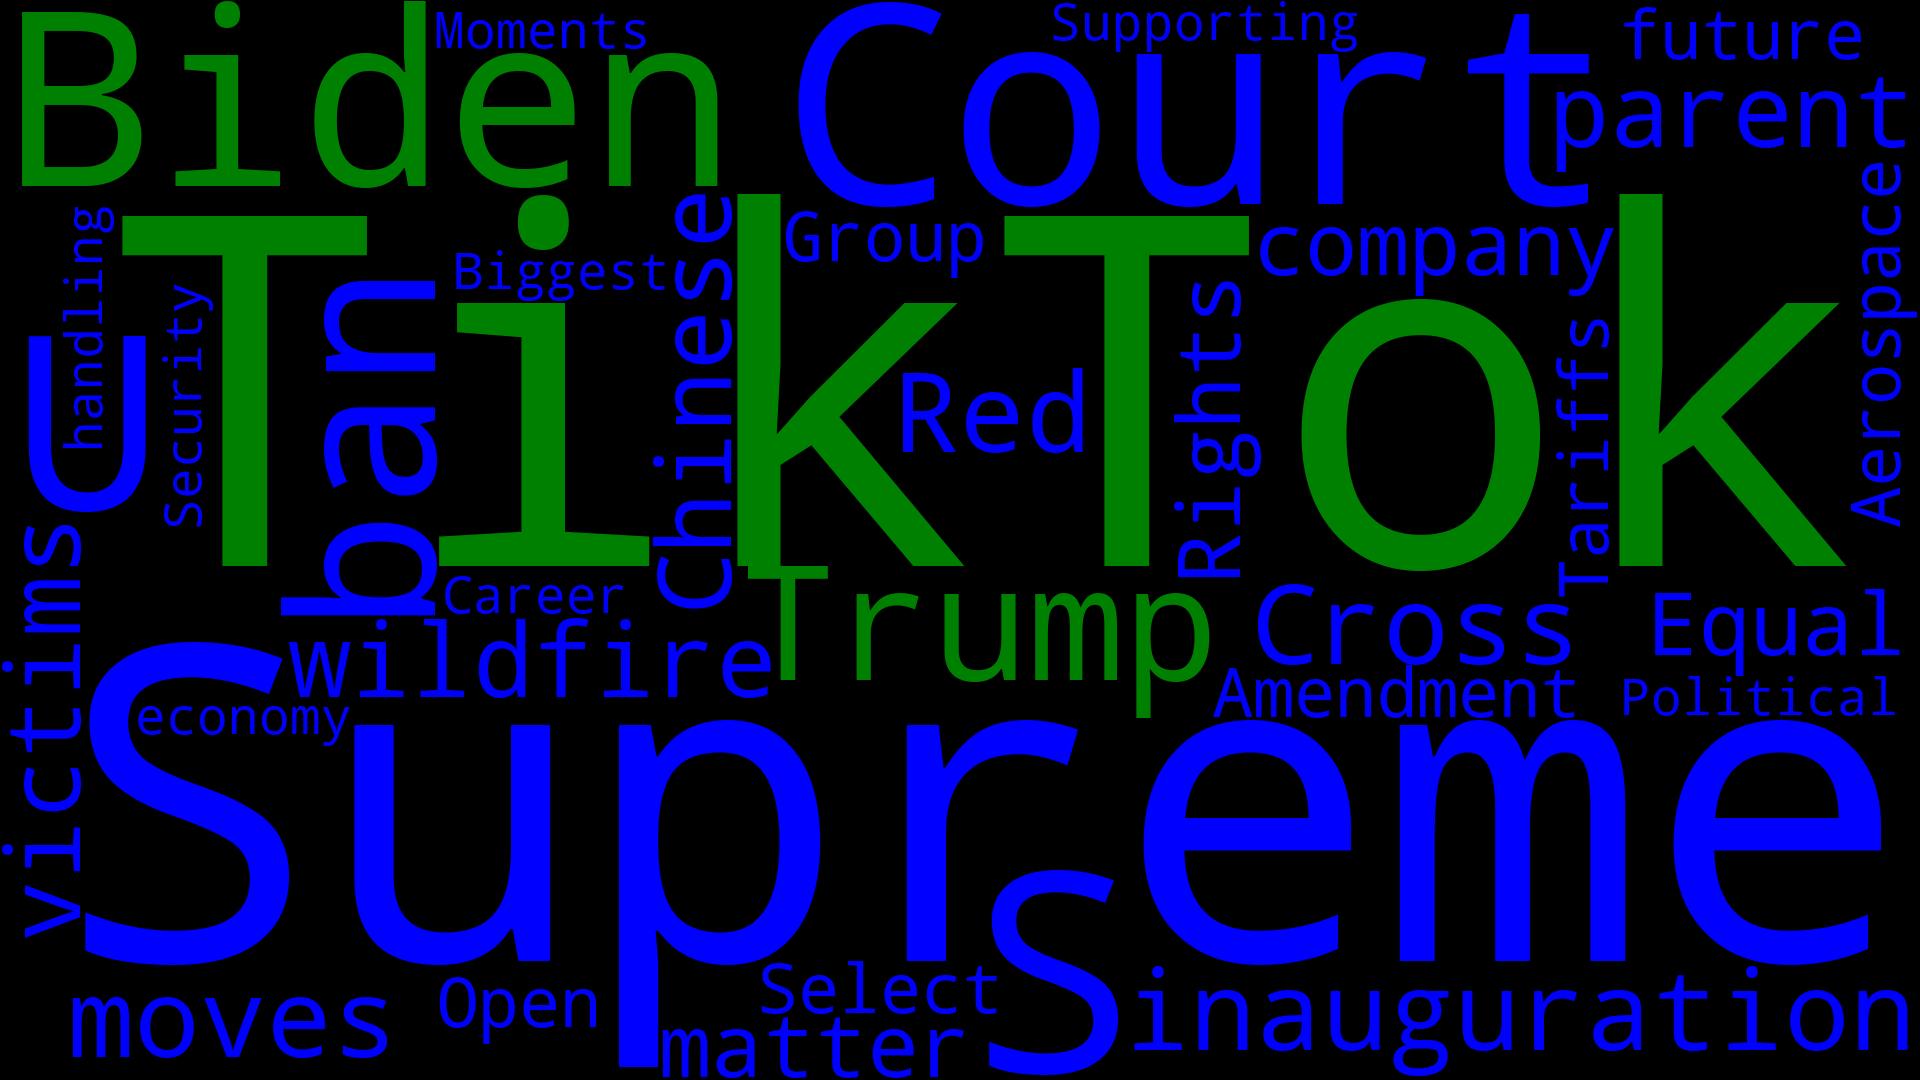 Biden
Moments
Court
Supporting
future
parent
handling
Security
U
TikTok
ban
Biggest
Chinese
Group
company
Red
Rights
Tariffs
Aerospace
victims
Career
Wildfire
Trump
Cross
Equal
Amendment
Political
economy
Supreme
moves
Open
Select
matter
S
inauguration